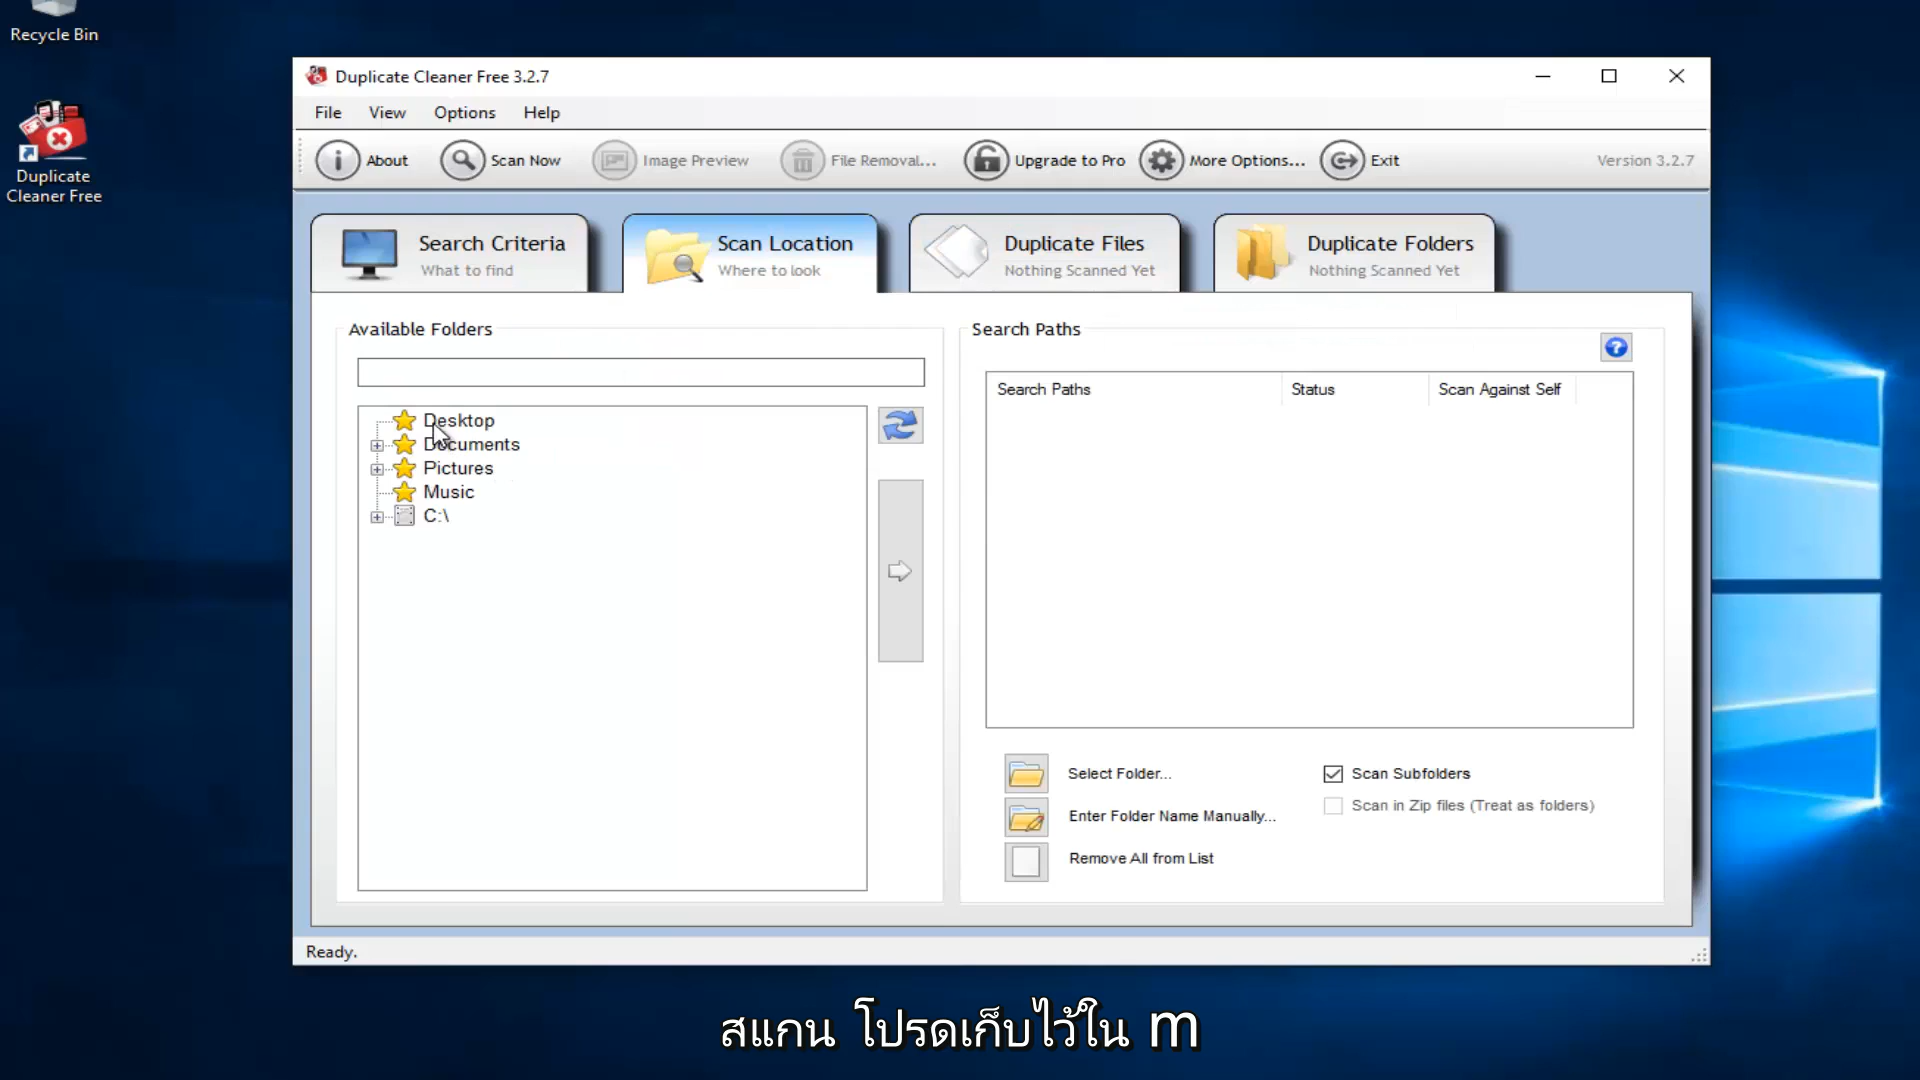 Recycle Bin
Duplicate
Cleaner Free
Duplicate Cleaner Free 3.2.7
File View Options Help
About Scan Now Image Preview File Removal... Upgrade to Pro More Options... Exit Version 3.2.7
Search Criteria
What to find
Scan Location
Where to look
Duplicate Files
Nothing Scanned Yet
Duplicate Folders
Nothing Scanned Yet
Available Folders
Desktop
Documents
Pictures
Music
C:\
Search Paths
Search Paths Status Scan Against Self
Select Folder...
Enter Folder Name Manually...
Remove All from List
Scan Subfolders
Scan in Zip files (Treat as folders)
Ready.
สแกน โปรดเก็บไว้ใน m